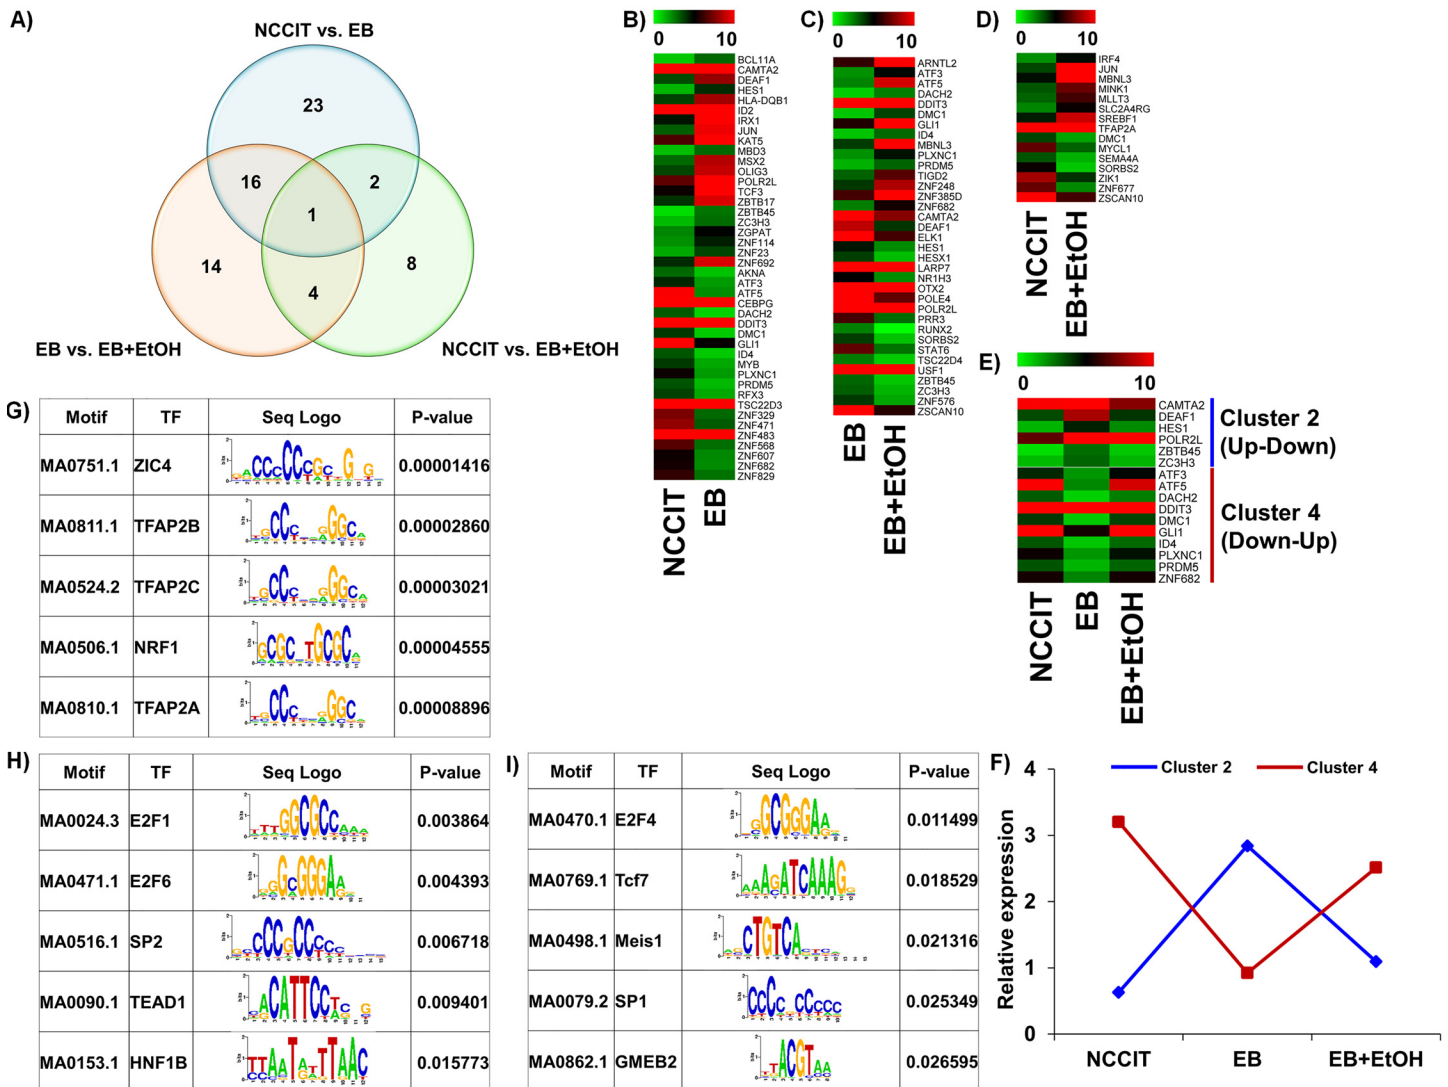 A)
NCCIT vs. EB
23
16
2
1
14
8
4
EB vs. EB+EtOH
NCCIT vs. EB+EtOH
B)
0 10
BCL11A
CAMTA2
DEAF1
HES1
HLA-DQB1
ID2
IRX1
JUN
KAT5
MBD3
MSX2
OLIG3
POLR2L
TCF3
ZBTB17
ZBTB45
ZC3H3
ZGPAT
ZNF114
ZNF23
ZNF692
AKNA
ATF3
ATF5
CEBPG
DACH2
DDIT3
DMC1
GLI1
ID4
MYB
PLXNC1
PRDM5
RFX3
TSC22D3
ZNF329
ZNF471
ZNF483
ZNF568
ZNF607
ZNF682
ZNF829
NCCIT
EB
C)
0 10
ARNTL2
ATF3
ATF5
DACH2
DDIT3
DMC1
GLI1
ID4
MBNL3
PLXNC1
PRDM5
TIGD2
ZNF248
ZNF385D
ZNF682
CAMTA2
DEAF1
ELK1
HES1
HESX1
LARP7
NR1H3
OTX2
POLE4
POLR2L
PRR3
RUNX2
SORBS2
STAT6
TSC22D4
USF1
ZBTB45
ZC3H3
ZNF576
ZSCAN10
EB
EB+EtOH
D)
0 10
IRF4
JUN
MBNL3
MINK1
MLLT3
SLC2A4RG
SREBF1
TFAP2A
DMC1
MYCL1
SEMA4A
SORBS2
ZIK1
ZNF677
ZSCAN10
NCCIT
EB+EtOH
E)
0 10
CAMTA2
DEAF1
HES1
POLR2L
ZBTB45
ZC3H3
ATF3
ATF5
DACH2
DDIT3
DMC1
GLI1
ID4
PLXNC1
PRDM5
ZNF682
Cluster 2
(Up-Down)
Cluster 4
(Down-Up)
NCCIT
EB
EB+EtOH
G)
Motif TF Seq Logo P-value
MA0751.1 ZIC4 0.00001416
MA0811.1 TFAP2B 0.00002860
MA0524.2 TFAP2C 0.00003021
MA0506.1 NRF1 0.00004555
MA0810.1 TFAP2A 0.00008896
H)
Motif TF Seq Logo P-value
MA0024.3 E2F1 0.003864
MA0471.1 E2F6 0.004393
MA0516.1 SP2 0.006718
MA0090.1 TEAD1 0.009401
MA0153.1 HNF1B 0.015773
I)
Motif TF Seq Logo P-value
MA0470.1 E2F4 0.011499
MA0769.1 Tcf7 0.018529
MA0498.1 Meis1 0.021316
MA0079.2 SP1 0.025349
MA0862.1 GMEB2 0.026595
F)
Cluster 2 Cluster 4
Relative expression
4
3
2
1
0
NCCIT EB EB+EtOH